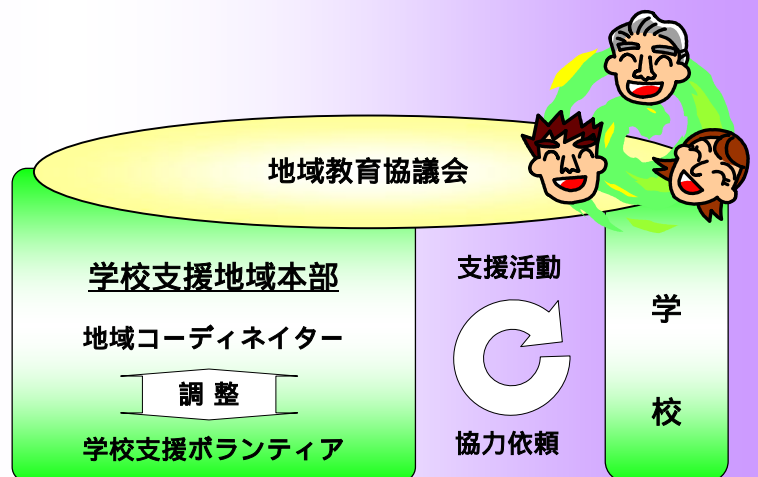 地域教育協議会
学校支援地域本部
地域コーディネイター
調 整
学校支援ボランティア
支援活動
協力依頼
学
校